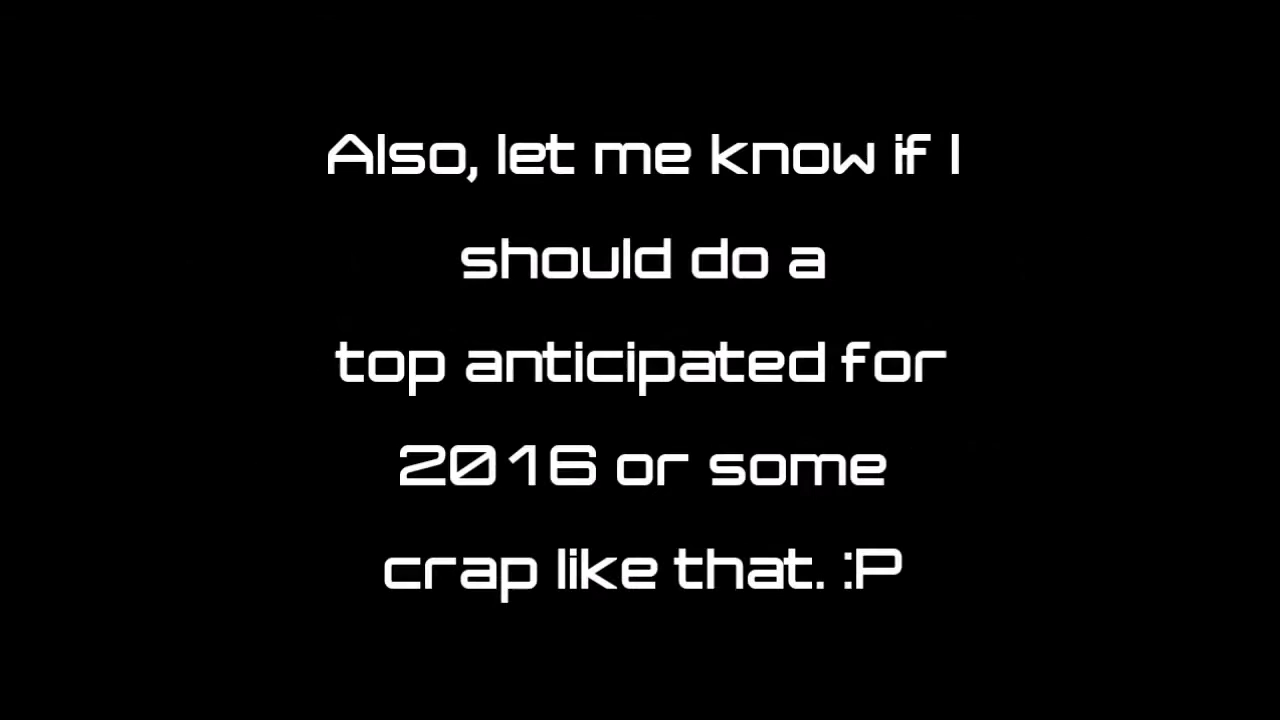 Also, let me know if I
should do a
top anticipated for
2016 or some
crap like that. :P